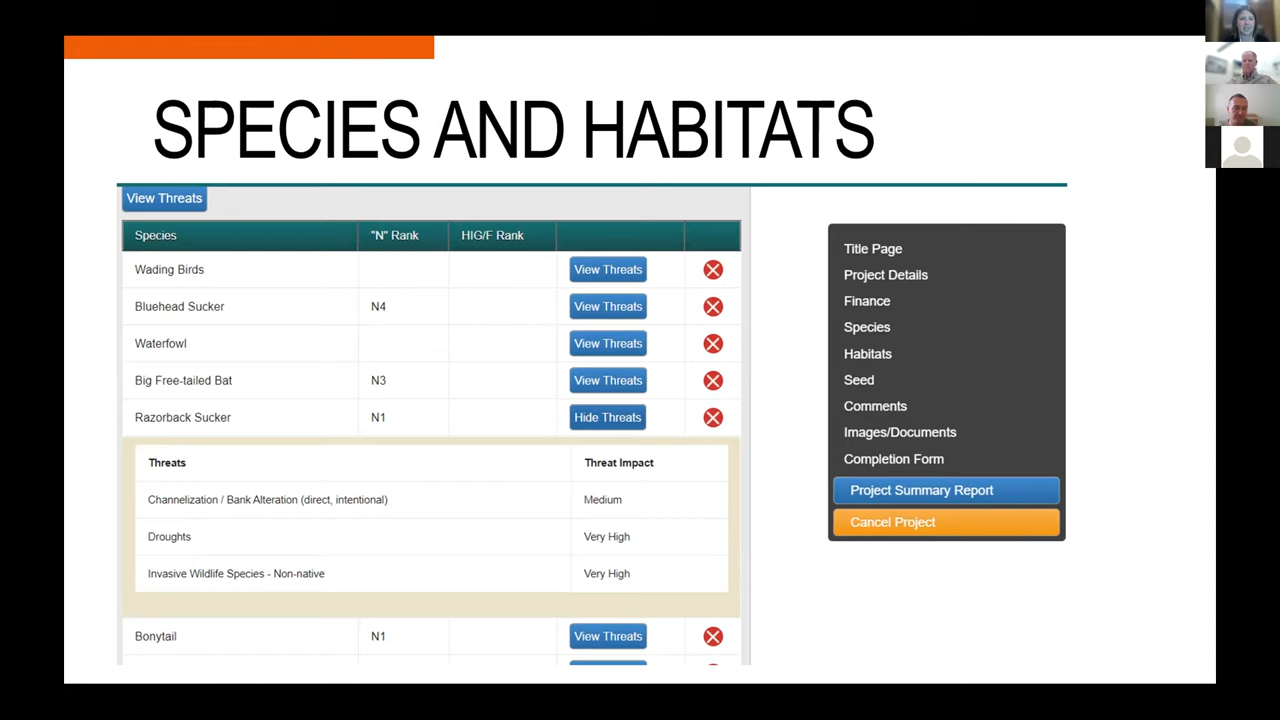 SPECIES AND HABITATS
View Threats
Species "N" Rank HIG/F Rank
Wading Birds View Threats
Bluehead Sucker N4 View Threats
Waterfowl View Threats
Big Free-tailed Bat N3 View Threats
Razorback Sucker N1 Hide Threats
Threats Threat Impact
Channelization / Bank Alteration (direct, intentional) Medium
Droughts Very High
Invasive Wildlife Species - Non-native Very High
Bonytail N1 View Threats
Title Page
Project Details
Finance
Species
Habitats
Seed
Comments
Images/Documents
Completion Form
Project Summary Report
Cancel Project